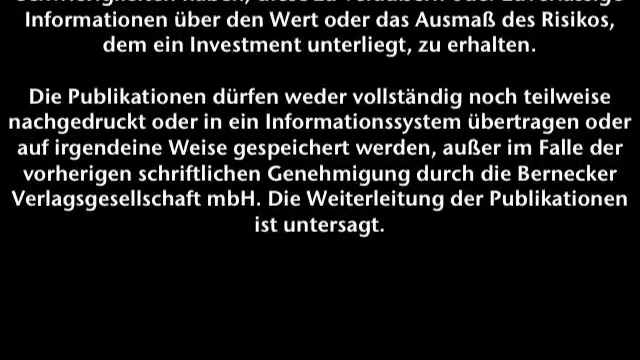 Informationen über den Wert oder das Ausmaß des Risikos,
dem ein Investment unterliegt, zu erhalten.
Die Publikationen dürfen weder vollständig noch teilweise
nachgedruckt oder in ein Informationssystem übertragen oder
auf irgendeine Weise gespeichert werden, außer im Falle der
vorherigen schriftlichen Genehmigung durch die Bernecker
Verlagsgesellschaft mbH. Die Weiterleitung der Publikationen
ist untersagt.